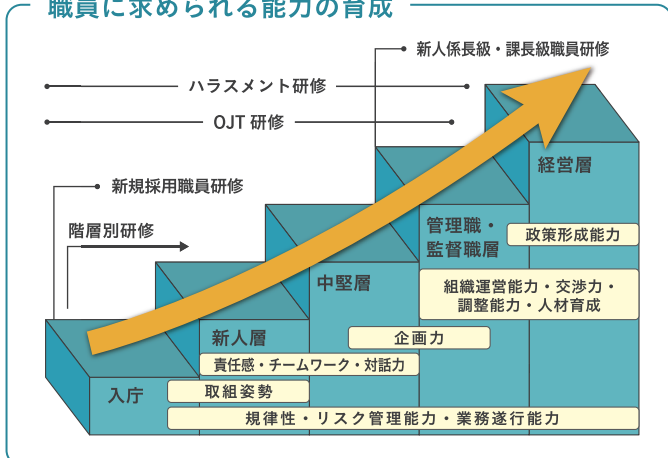 職員に求められる能力の育成
新人係長級・課長級職員研修
ハラスメント研修
OJT 研修
新規採用職員研修
階層別研修
経営層
管理職・
監督職層
政策形成能力
中堅層
組織運営能力・交渉力・
調整能力・人材育成
新人層
企画力
責任感・チームワーク・対話力
入庁
取組姿勢
規律性・リスク管理能力・業務遂行能力